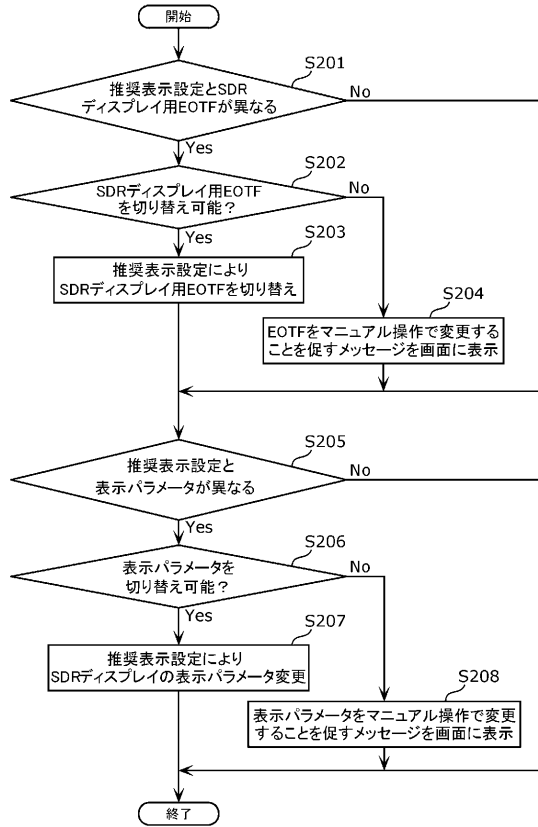 開始
S201
推奨表示設定とSDR
ディスプレイ用EOTFが異なる
No
Yes
S202
SDRディスプレイ用EOTF
を切り替え可能？
No
Yes
S203
推奨表示設定により
SDRディスプレイ用EOTFを切り替え
S204
EOTFをマニュアル操作で変更する
ことを促すメッセージを画面に表示
S205
推奨表示設定と
表示パラメータが異なる
No
Yes
S206
表示パラメータを
切り替え可能？
No
Yes
S207
推奨表示設定により
SDRディスプレイの表示パラメータ変更
S208
表示パラメータをマニュアル操作で変更
することを促すメッセージを画面に表示
終了